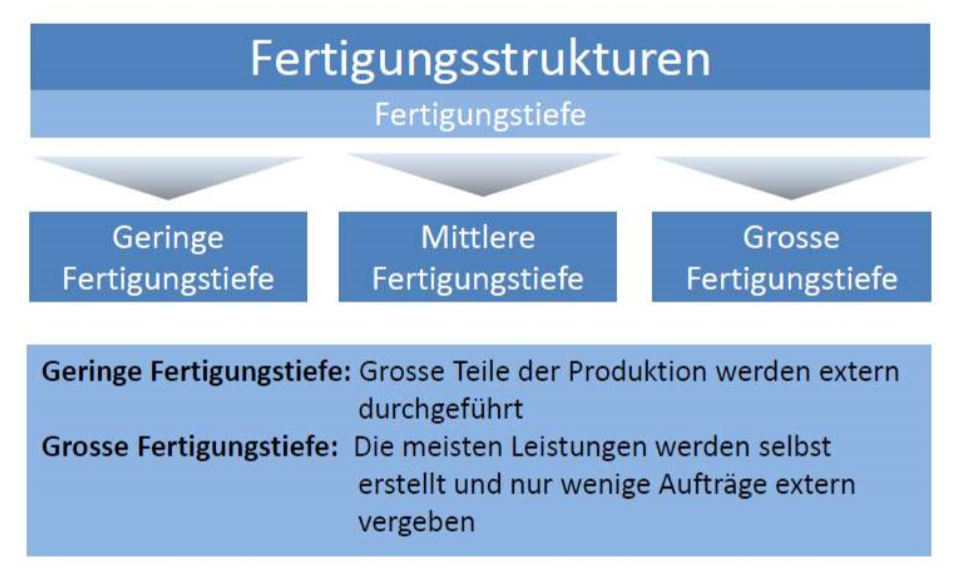 Fertigungsstrukturen
Fertigungstiefe
Geringe
Fertigungstiefe
Mittlere
Fertigungstiefe
Grosse
Fertigungstiefe
Geringe Fertigungstiefe: Grosse Teile der Produktion werden extern
durchgeführt
Grosse Fertigungstiefe: Die meisten Leistungen werden selbst
erstellt und nur wenige Aufträge extern
vergeben